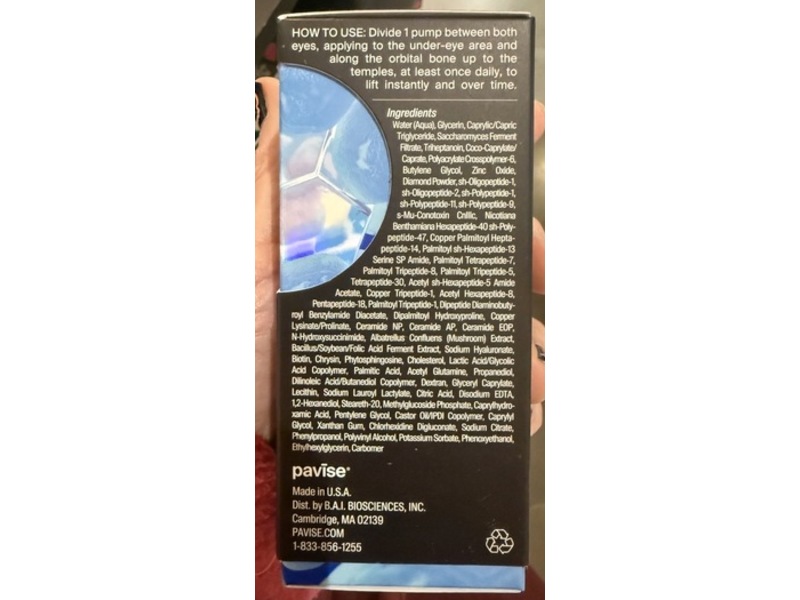 HOW TO USE: Divide 1 pump between both
eyes, applying to the under-eye area and
along the orbital bone up to the
temples, at least once daily, to
lift instantly and over time.
Ingredients
Water (Aqua), Glycerin, Caprylic/Capric
Triglyceride, Saccharomyces Ferment
Filtrate, Triheptanoin, Coco-Caprylate/
Caprate, Polyacrylate Crosspolymer-6,
Butylene Glycol, Zinc Oxide,
Diamond Powder, sh-Oligopeptide-1,
sh-Oligopeptide-2, sh-Polypeptide-1,
sh-Polypeptide-11, sh-Polypeptide-9,
s-Mu-Conotoxin CnIIIc, Nicotiana
Benthamiana Hexapeptide-40 sh-Poly-
peptide-47, Copper Palmitoyl Hepta-
peptide-14, Palmitoyl sh-Hexapeptide-13
Serine SP Amide, Palmitoyl Tetrapeptide-7,
Palmitoyl Tripeptide-8, Palmitoyl Tripeptide-5,
Tetrapeptide-30, Acetyl sh-Hexapeptide-5 Amide
Acetate, Copper Tripeptide-1, Acetyl Hexapeptide-8,
Pentapeptide-18, Palmitoyl Tripeptide-1, Dipeptide Diaminobuty-
royl Benzylamide Diacetate, Dipalmitoyl Hydroxyproline, Copper
Lysinate/Prolinate, Ceramide NP, Ceramide AP, Ceramide EOP,
N-Hydroxysuccinimide, Albatrellus Confluens (Mushroom) Extract,
Bacillus/Soybean/Folic Acid Ferment Extract, Sodium Hyaluronate,
Biotin, Chrysin, Phytosphingosine, Cholesterol, Lactic Acid/Glycolic
Acid Copolymer, Palmitic Acid, Acetyl Glutamine, Propanediol,
Dilinoleic Acid/Butanediol Copolymer, Dextran, Glyceryl Caprylate,
Lecithin, Sodium Lauroyl Lactylate, Citric Acid, Disodium EDTA,
1,2-Hexanediol, Steareth-20, Methylglucoside Phosphate, Caprylhydro-
xamic Acid, Pentylene Glycol, Castor Oil/IPDI Copolymer, Caprylyl
Glycol, Xanthan Gum, Chlorhexidine Digluconate, Sodium Citrate,
Phenylpropanol, Polyvinyl Alcohol, Potassium Sorbate, Phenoxyethanol,
Ethylhexylglycerin, Carbomer
pavīse®
Made in U.S.A.
Dist. by B.A.I. BIOSCIENCES, INC.
Cambridge, MA 02139
PAVISE.COM
1-833-856-1255